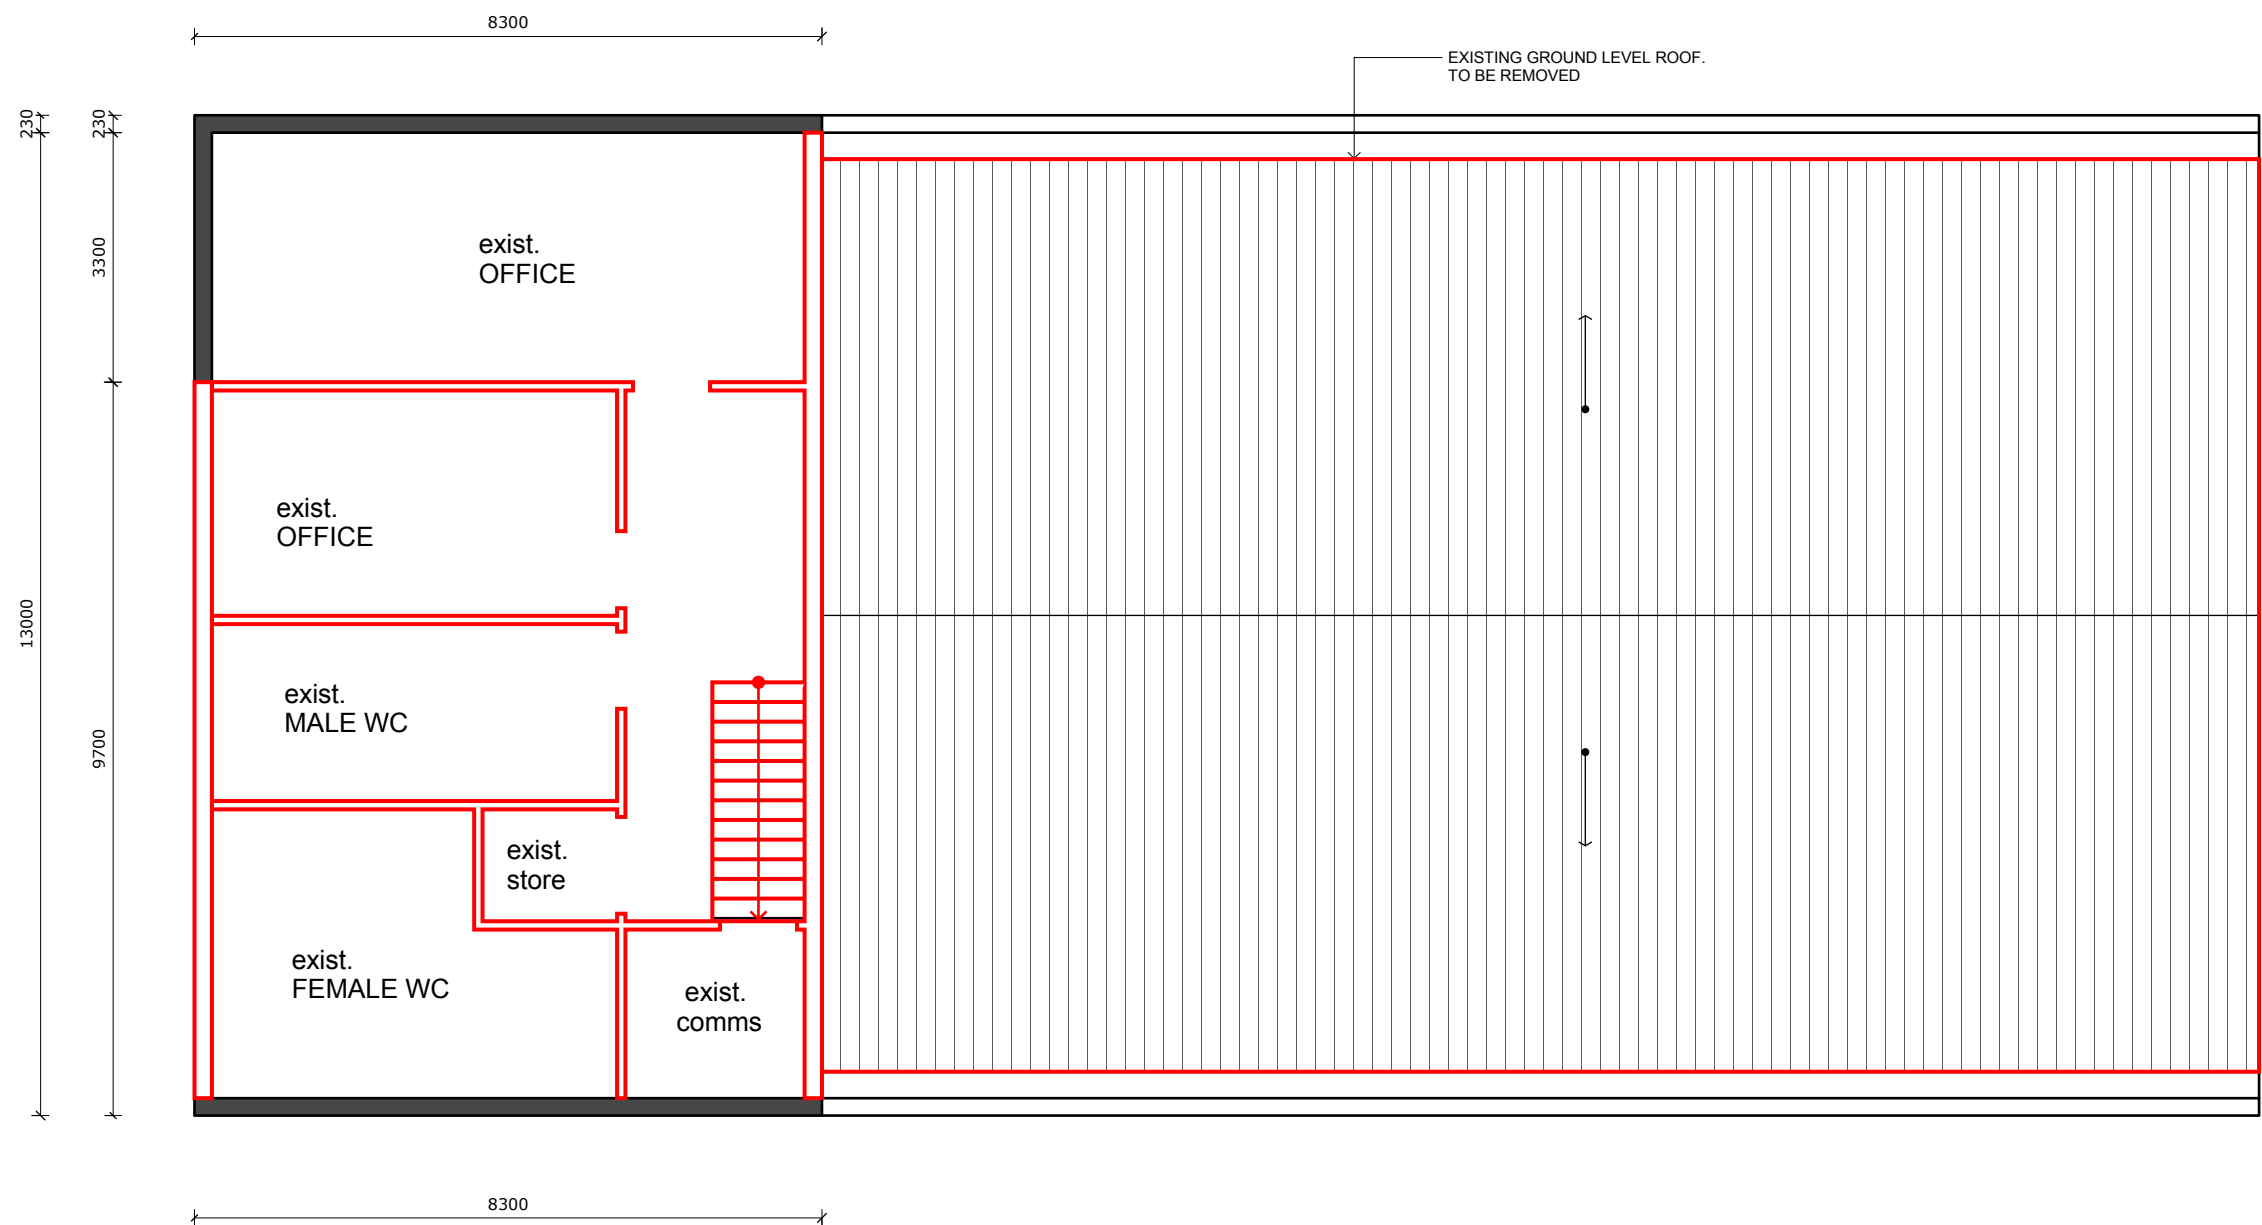 8300
EXISTING GROUND LEVEL ROOF.
TO BE REMOVED
230
230
3300
13000
9700
exist.
OFFICE
exist.
OFFICE
exist.
MALE WC
exist.
store
exist.
FEMALE WC
exist.
comms
8300